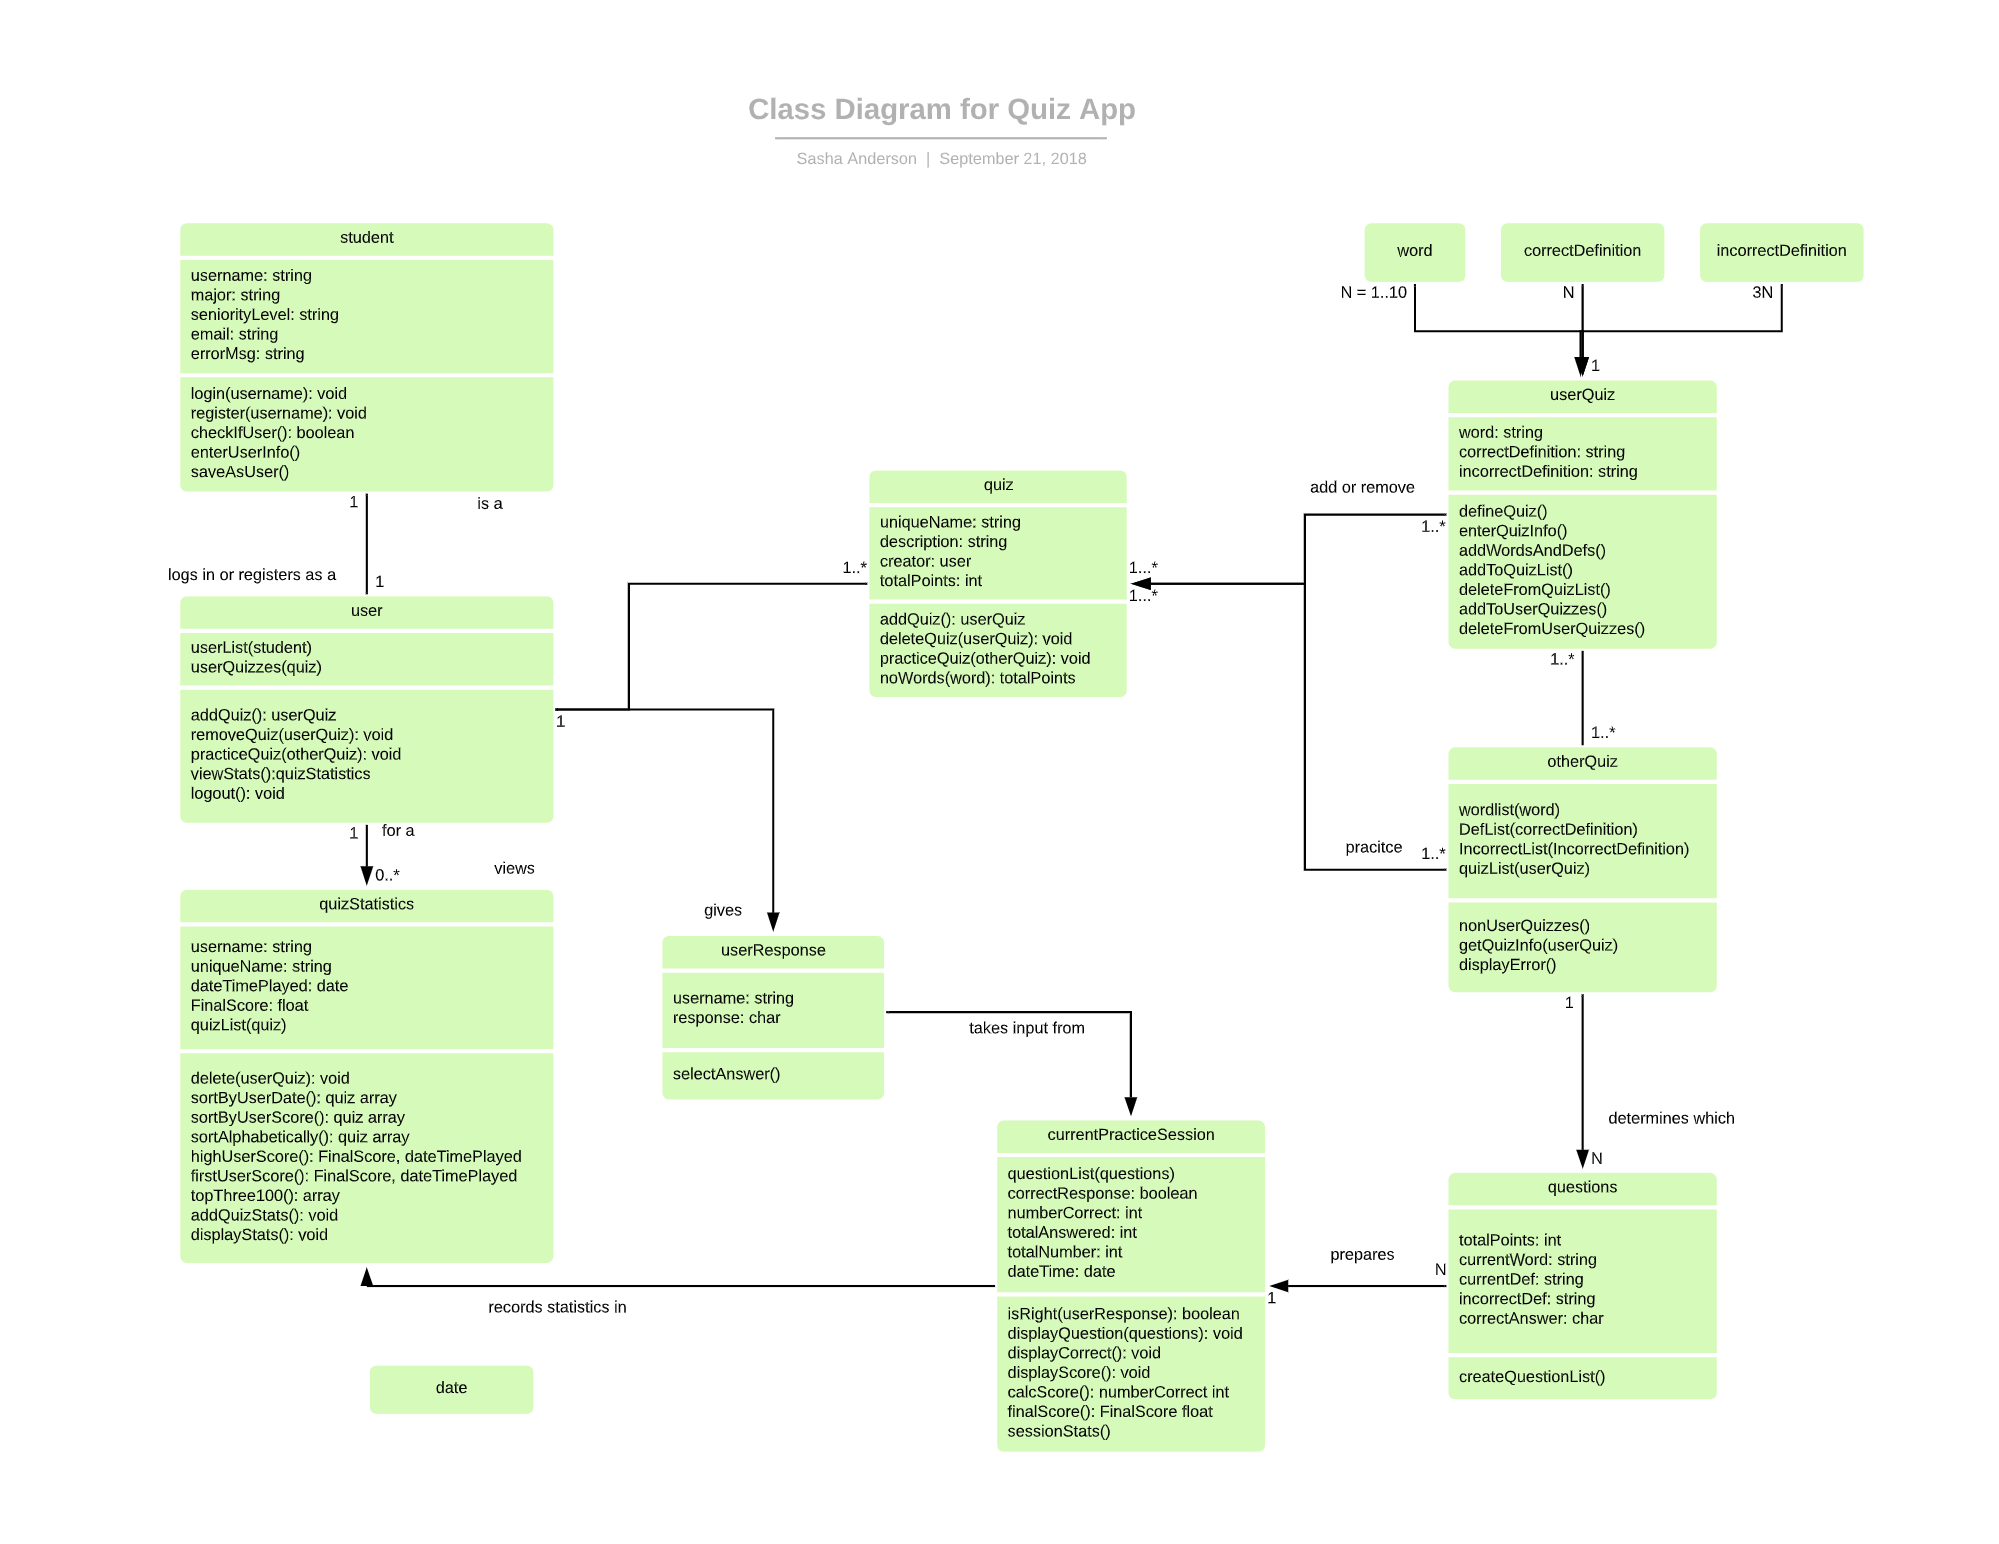 Class Diagram for Quiz App
Sasha Anderson | September 21, 2018
student
username: string
major: string
seniorityLevel: string
email: string
errorMsg: string
login(username): void
register(username): void
checkIfUser(): boolean
enterUserInfo()
saveAsUser()
1
is a
logs in or registers as a
1
user
userList(student)
userQuizzes(quiz)
addQuiz(): userQuiz
removeQuiz(userQuiz): void
practiceQuiz(otherQuiz): void
viewStats():quizStatistics
logout(): void
1
1
for a
0..*
views
quizStatistics
username: string
uniqueName: string
dateTimePlayed: date
FinalScore: float
quizList(quiz)
delete(userQuiz): void
sortByUserDate(): quiz array
sortByUserScore(): quiz array
sortAlphabetically(): quiz array
highUserScore(): FinalScore, dateTimePlayed
firstUserScore(): FinalScore, dateTimePlayed
topThree100(): array
addQuizStats(): void
displayStats(): void
records statistics in
date
1..*
quiz
uniqueName: string
description: string
creator: user
totalPoints: int
addQuiz(): userQuiz
deleteQuiz(userQuiz): void
practiceQuiz(otherQuiz): void
noWords(word): totalPoints
1...*
1...*
gives
userResponse
username: string
response: char
selectAnswer()
takes input from
currentPracticeSession
questionList(questions)
correctResponse: boolean
numberCorrect: int
totalAnswered: int
totalNumber: int
dateTime: date
isRight(userResponse): boolean
displayQuestion(questions): void
displayCorrect(): void
displayScore(): void
calcScore(): numberCorrect int
finalScore(): FinalScore float
sessionStats()
word
correctDefinition
incorrectDefinition
N = 1..10
N
3N
1
userQuiz
word: string
correctDefinition: string
incorrectDefinition: string
defineQuiz()
enterQuizInfo()
addWordsAndDefs()
addToQuizList()
deleteFromQuizList()
addToUserQuizzes()
deleteFromUserQuizzes()
add or remove
1..*
1..*
1..*
otherQuiz
wordlist(word)
DefList(correctDefinition)
IncorrectList(IncorrectDefinition)
quizList(userQuiz)
nonUserQuizzes()
getQuizInfo(userQuiz)
displayError()
pracitce
1..*
1
determines which
N
questions
totalPoints: int
currentWord: string
currentDef: string
incorrectDef: string
correctAnswer: char
createQuestionList()
prepares
N
1